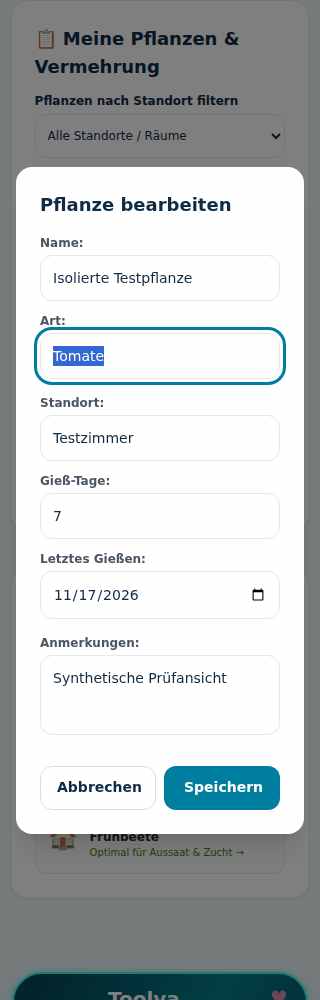 📋 Meine Pflanzen &
Vermehrung
Pflanzen nach Standort filtern
Alle Standorte / Räume
Pflanze bearbeiten
Name:
Isolierte Testpflanze
Art:
Tomate
Standort:
Testzimmer
Gieß-Tage:
7
Letztes Gießen:
11/17/2026
Anmerkungen:
Synthetische Prüfansicht
Abbrechen
Speichern
Frühbeete
Optimal für Aussaat & Zucht →